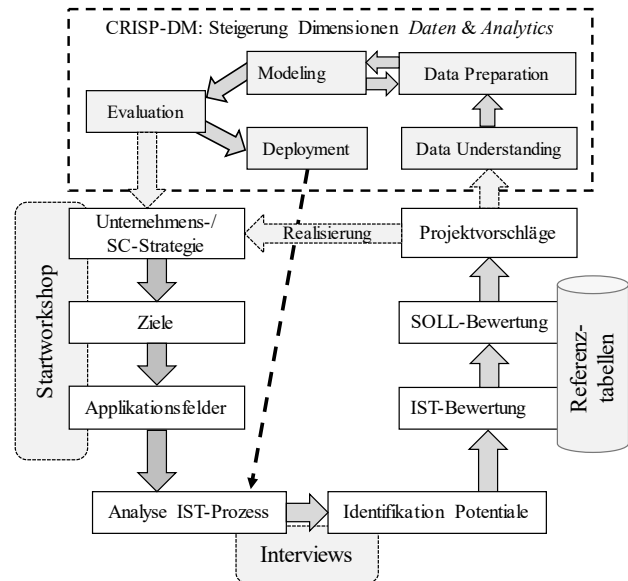 CRISP-DM: Steigerung Dimensionen Daten & Analytics
Modeling
Data Preparation
Evaluation
Deployment
Data Understanding
Unternehmens-/
SC-Strategie
Realisierung
Projektvorschläge
Startworkshop
Ziele
SOLL-Bewertung
Referenz-
tabellen
Applikationsfelder
IST-Bewertung
Analyse IST-Prozess
Identifikation Potentiale
Interviews